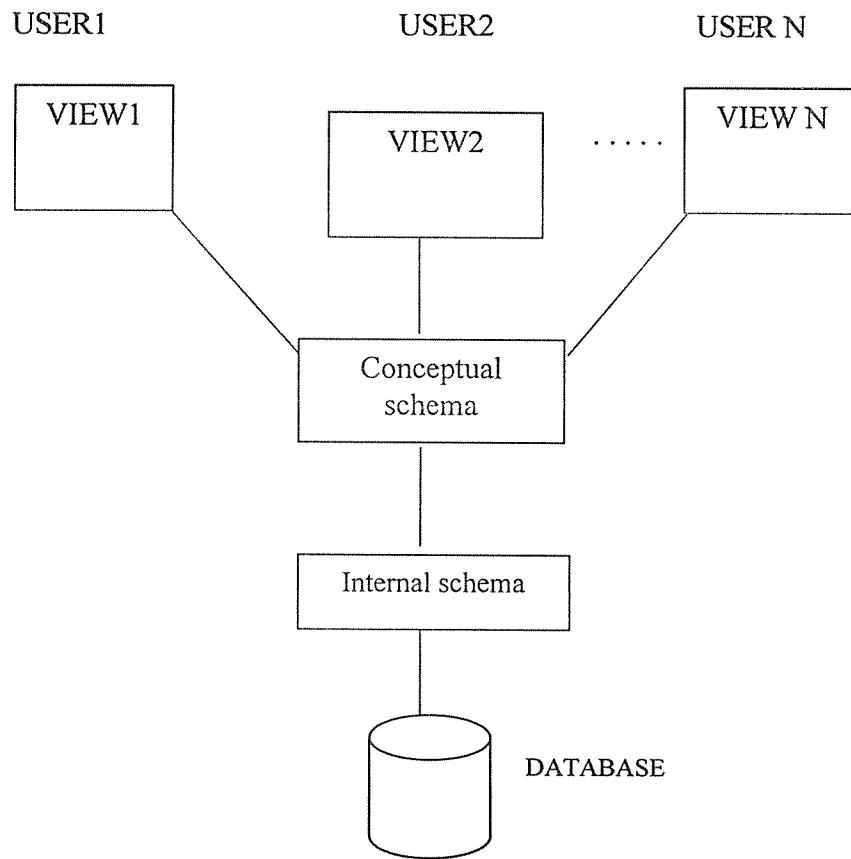 USER1 USER2 USER N
VIEW1 VIEW2 ..... VIEW N
Conceptual
schema
Internal schema
DATABASE